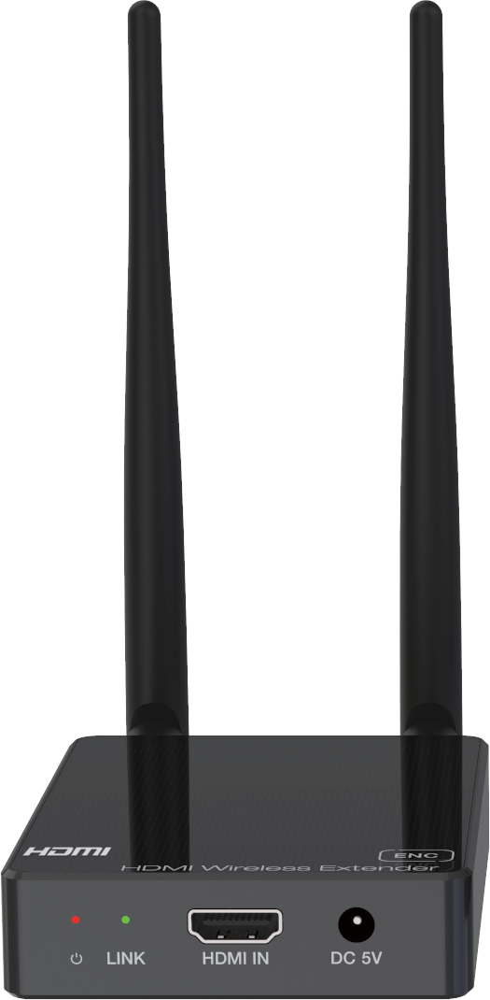 HDMI
ENC
HDMI Wireless Extender
LINK
HDMI IN
DC 5V